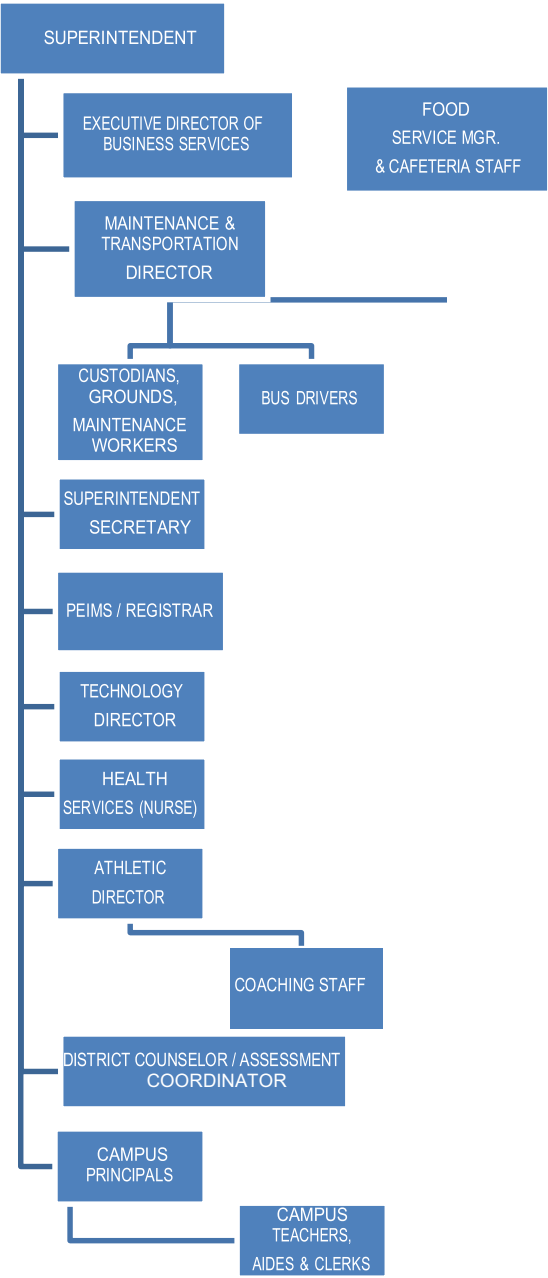 SUPERINTENDENT
EXECUTIVE DIRECTOR OF
BUSINESS SERVICES
FOOD
SERVICE MGR.
& CAFETERIA STAFF
MAINTENANCE &
TRANSPORTATION
DIRECTOR
CUSTODIANS,
GROUNDS,
MAINTENANCE
WORKERS
BUS DRIVERS
SUPERINTENDENT
SECRETARY
PEIMS / REGISTRAR
TECHNOLOGY
DIRECTOR
HEALTH
SERVICES (NURSE)
ATHLETIC
DIRECTOR
COACHING STAFF
DISTRICT COUNSELOR / ASSESSMENT
COORDINATOR
CAMPUS
PRINCIPALS
CAMPUS
TEACHERS,
AIDES & CLERKS